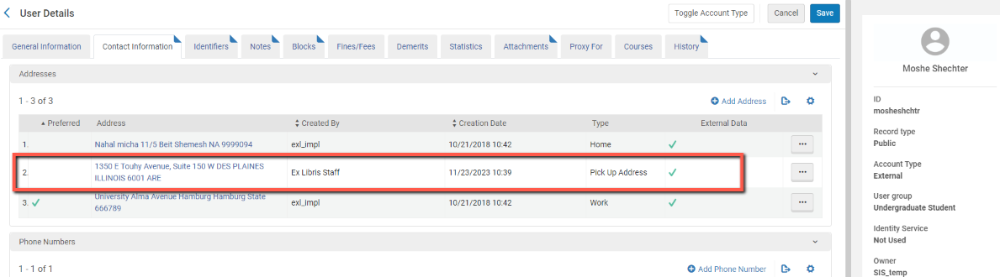 User Details
Toggle Account Type
Cancel
Save
General Information
Contact Information
Identifiers
Notes
Blocks
Fines/Fees
Demerits
Statistics
Attachments
Proxy For
Courses
History
Addresses
1 - 3 of 3
Add Address
Preferred Address Created By Creation Date Type External Data
1. Nahal micha 11/5 Beit Shemesh NA 9999094 exl_impl 10/21/2018 10:42 Home
2. 1350 E Touhy Avenue, Suite 150 W DES PLAINES
ILLINOIS 6001 ARE Ex Libris Staff 11/23/2023 10:39 Pick Up Address
3. University Alma Avenue Hamburg Hamburg State
666789 exl_impl 10/21/2018 10:42 Work
Phone Numbers
1 - 1 of 1
Add Phone Number
Moshe Shechter
ID
mosheshchtr
Record type
Public
Account Type
External
User group
Undergraduate Student
Identity Service
Not Used
Owner
SIS_temp